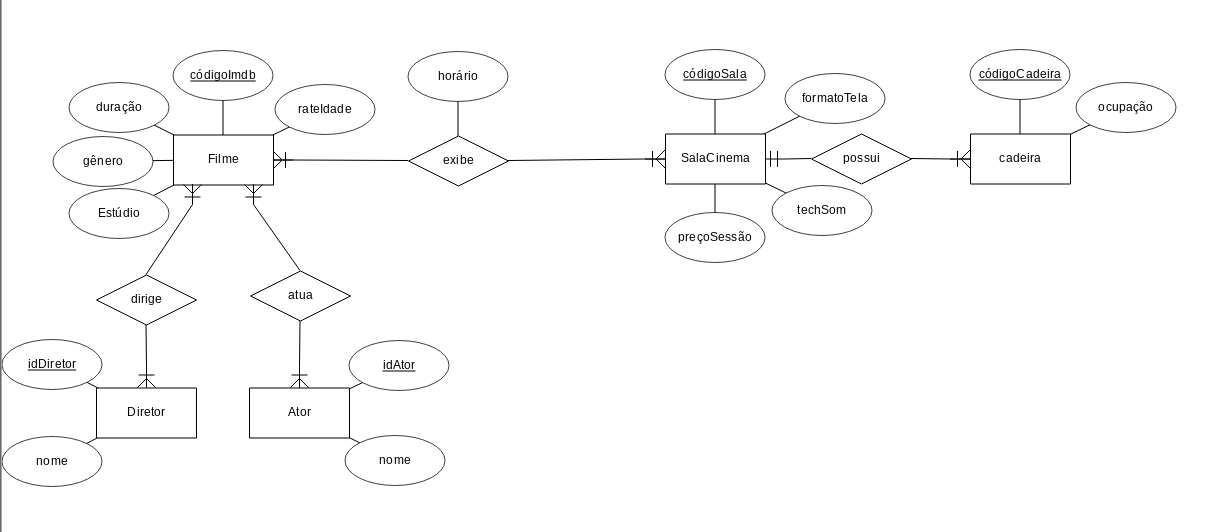 códigoImdb
horário
códigoSala
códigoCadeira
duração
rateIdade
formatoTela
ocupação
gênero
Filme
exibe
SalaCinema
possui
cadeira
Estúdio
techSom
preçoSessão
dirige
atua
idDiretor
idAtor
Diretor
Ator
nome
nome